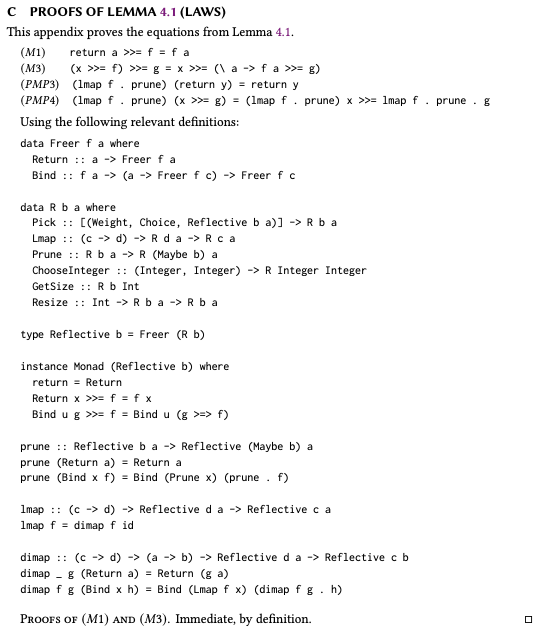 C PROOFS OF LEMMA 4.1 (LAWS)
This appendix proves the equations from Lemma 4.1.
(M1) return a >>= f = f a
(M3) (x >>= f) >>= g = x >>= (\ a -> f a >>= g)
(PMP3) (lmap f . prune) (return y) = return y
(PMP4) (lmap f . prune) (x >>= g) = (lmap f . prune) x >>= lmap f . prune . g
Using the following relevant definitions:
data Freer f a where
Return :: a -> Freer f a
Bind :: f a -> (a -> Freer f c) -> Freer f c
data R b a where
Pick :: [(Weight, Choice, Reflective b a)] -> R b a
Lmap :: (c -> d) -> R d a -> R c a
Prune :: R b a -> R (Maybe b) a
ChooseInteger :: (Integer, Integer) -> R Integer Integer
GetSize :: R b Int
Resize :: Int -> R b a -> R b a
type Reflective b = Freer (R b)
instance Monad (Reflective b) where
return = Return
Return x >>= f = f x
Bind u g >>= f = Bind u (g >=> f)
prune :: Reflective b a -> Reflective (Maybe b) a
prune (Return a) = Return a
prune (Bind x f) = Bind (Prune x) (prune . f)
lmap :: (c -> d) -> Reflective d a -> Reflective c a
lmap f = dimap f id
dimap :: (c -> d) -> (a -> b) -> Reflective d a -> Reflective c b
dimap _ g (Return a) = Return (g a)
dimap f g (Bind x h) = Bind (Lmap f x) (dimap f g . h)
PROOFS OF (M1) AND (M3). Immediate, by definition. □